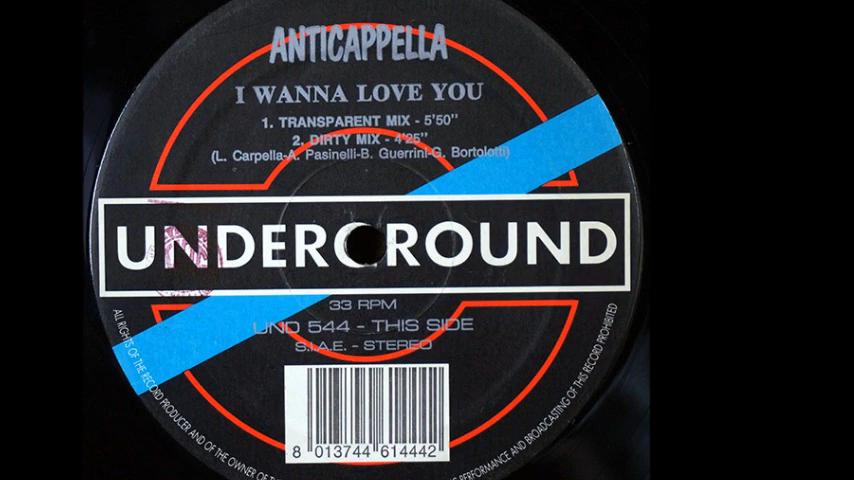 ANTICAPPELLA
I WANNA LOVE YOU
1. TRANSPARENT MIX - 5'50"
2. DIRTY MIX - 4'25"
(L. Carpella-A. Pasinelli-B. Guerrini-G. Bortolotti)
UNDERGROUND
33 RPM
UND 544 - THIS SIDE
S.I.A.E. - STEREO
8 013744 614442
ALL RIGHTS OF THE RECORD PRODUCER AND OF THE OWNER OF
PERFORMANCE AND BROADCASTING OF THIS RECORD PROHIBITED